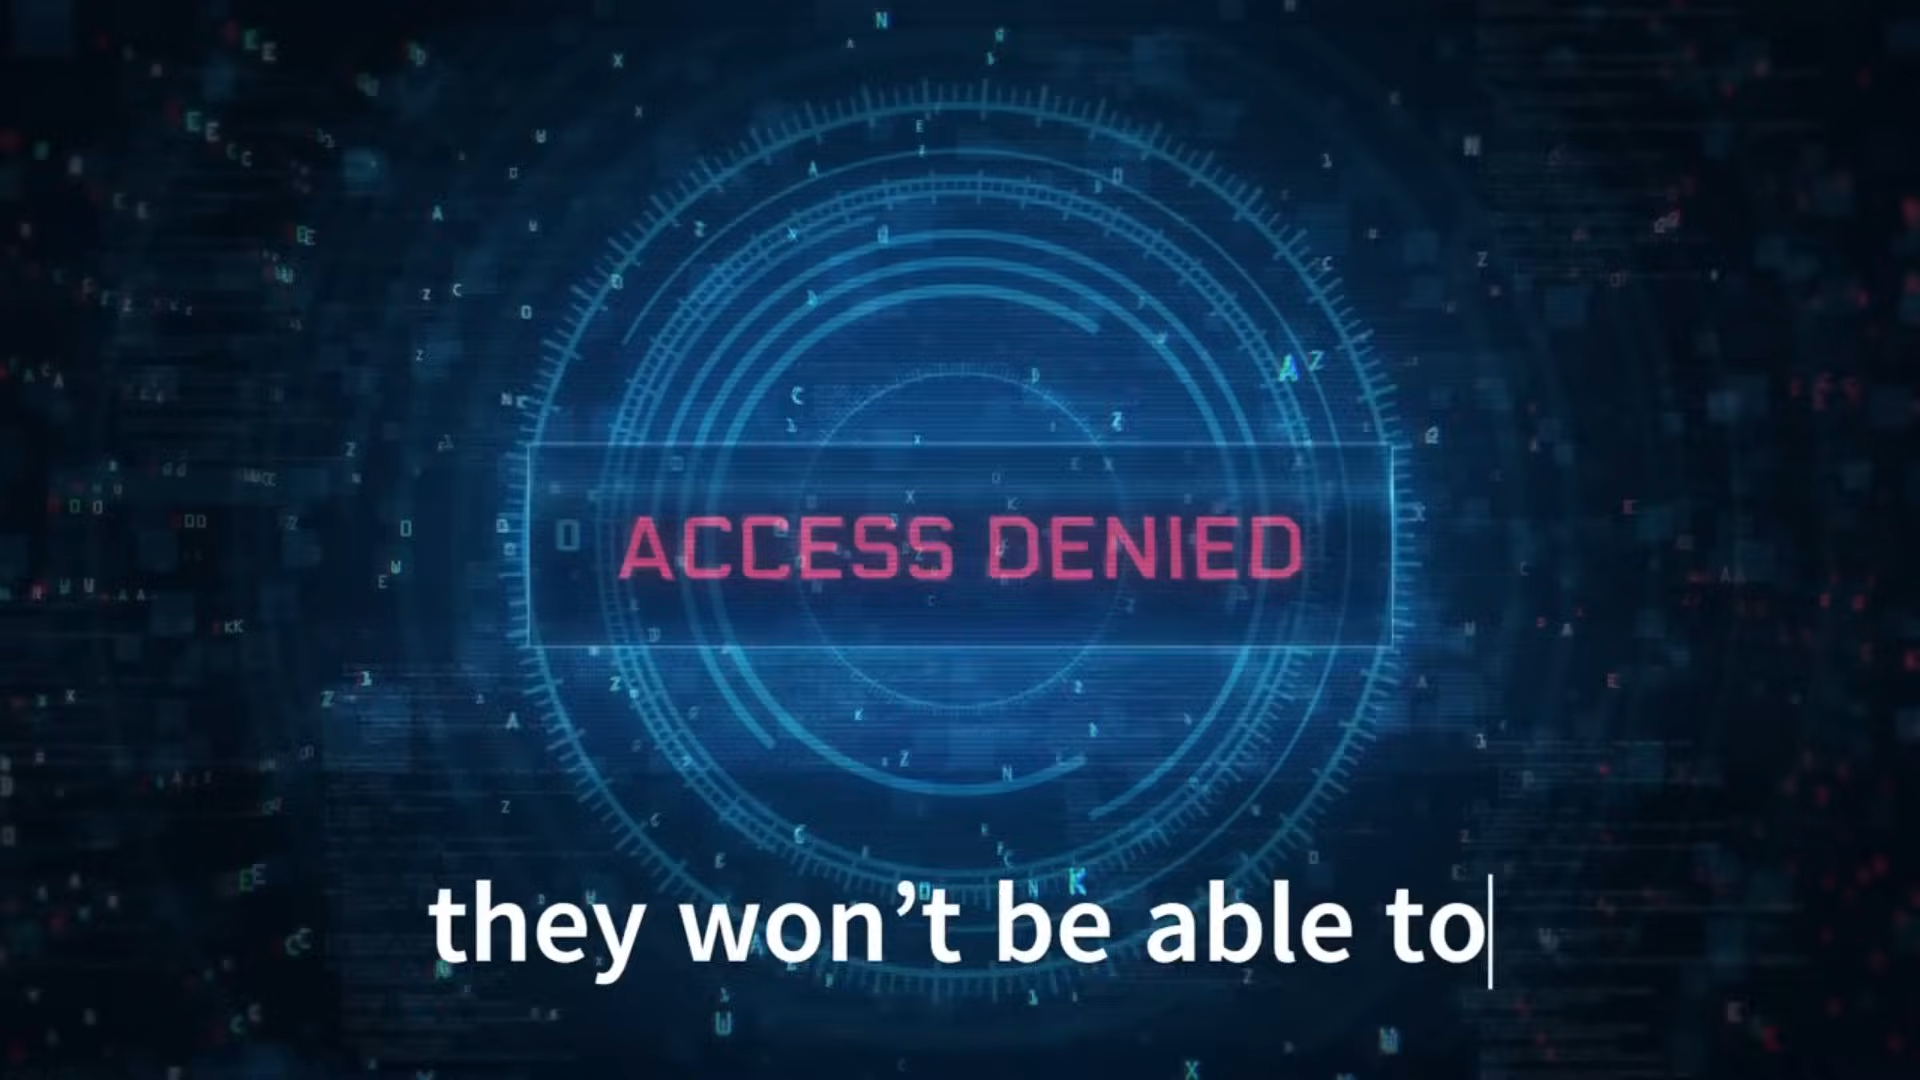 ACCESS DENIED
they won’t be able to